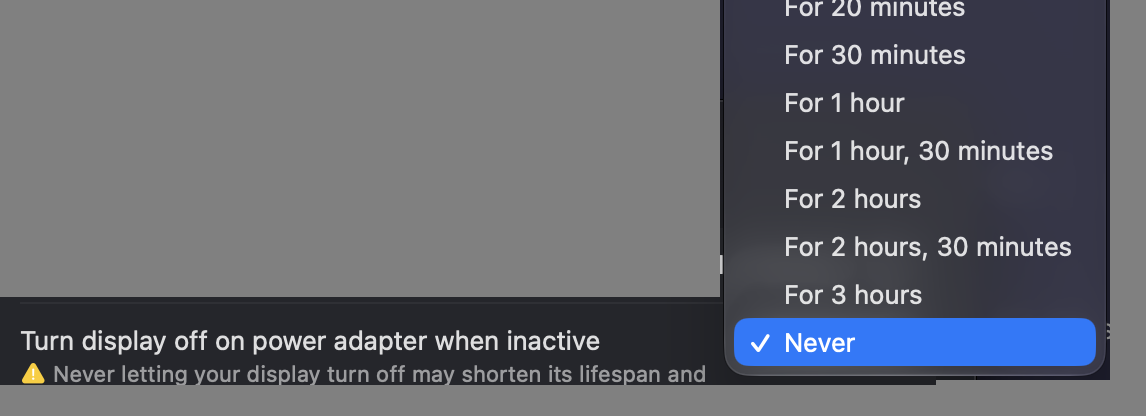 For 20 minutes
For 30 minutes
For 1 hour
For 1 hour, 30 minutes
For 2 hours
For 2 hours, 30 minutes
For 3 hours
Turn display off on power adapter when inactive
✓ Never
⚠️ Never letting your display turn off may shorten its lifespan and